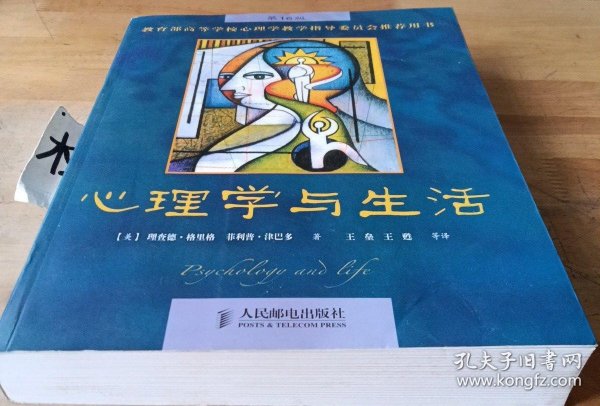 第16版
教育部高等学校心理学教学指导委员会推荐用书
心理学与生活
[美] 理查德·格里格 菲利普·津巴多 著 王垒 王甦 等译
Psychology and life
人民邮电出版社
POSTS & TELECOM PRESS
孔夫子旧书网
www.kongfz.com